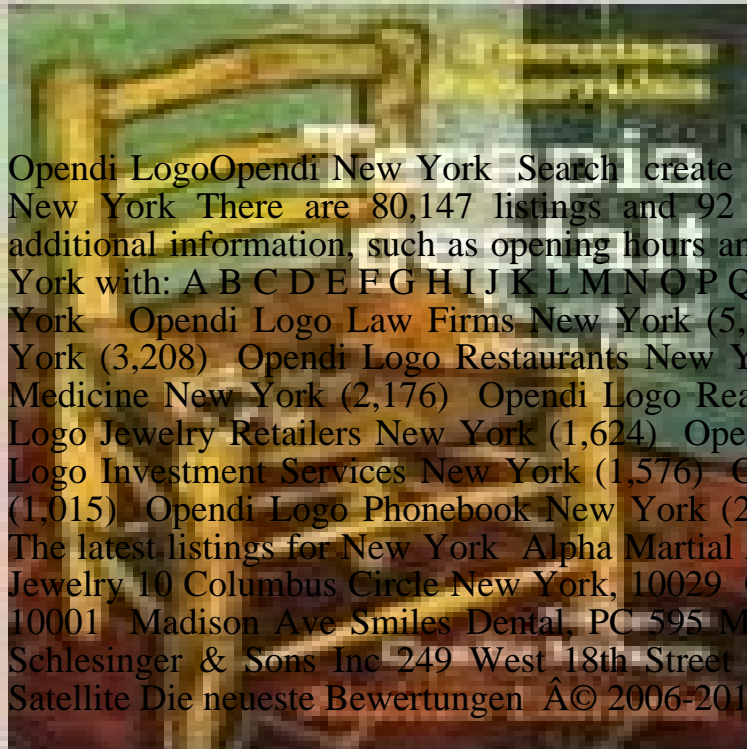 Opendi LogoOpendi New York Search create
New York There are 80,147 listings and 92
additional information, such as opening hours an
York with: A B C D E F G H I J K L M N O P Q
York Opendi Logo Law Firms New York (5,
York (3,208) Opendi Logo Restaurants New Y
Medicine New York (2,176) Opendi Logo Rea
Logo Jewelry Retailers New York (1,624) Ope
Logo Investment Services New York (1,576) O
(1,015) Opendi Logo Phonebook New York (2
The latest listings for New York Alpha Martial
Jewelry 10 Columbus Circle New York, 10029
10001 Madison Ave Smiles Dental, PC 595 M
Schlesinger & Sons Inc 249 West 18th Street
Satellite Die neueste Bewertungen Â© 2006-201